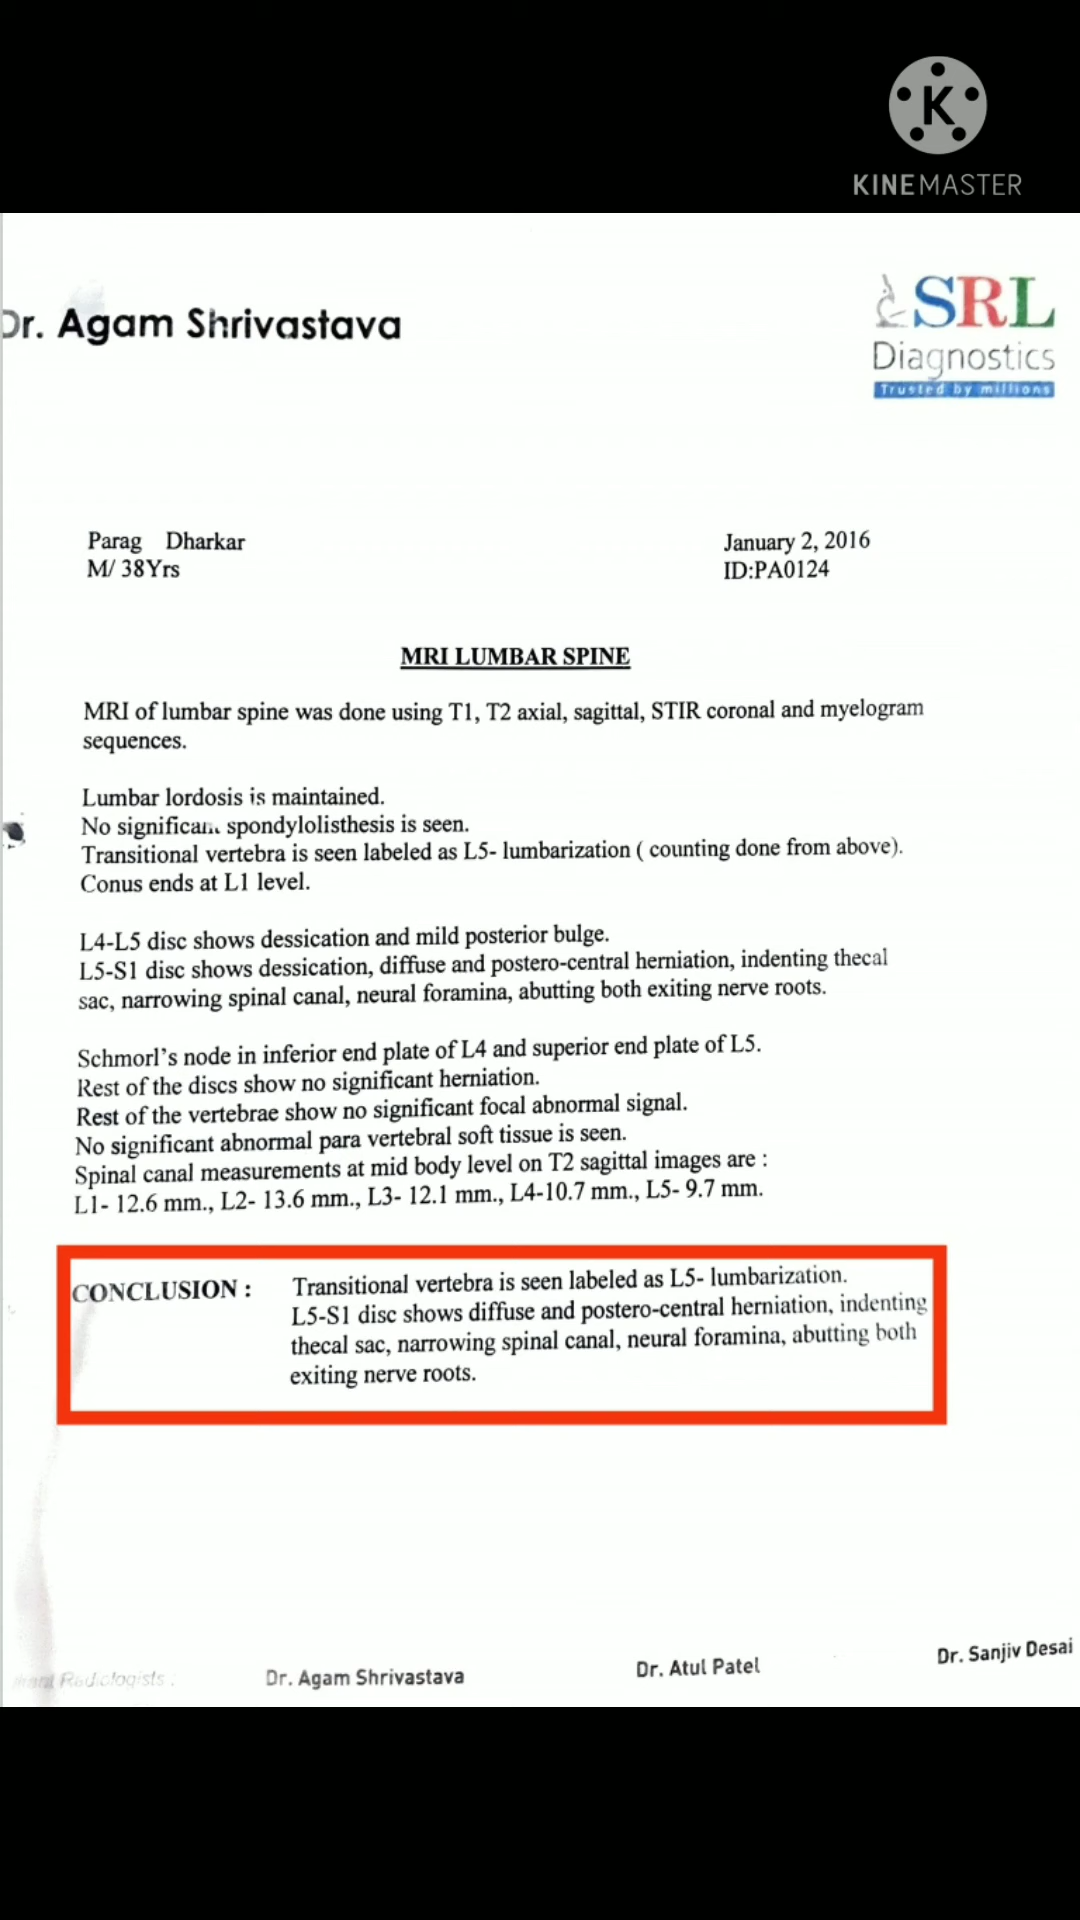 K
KINEMASTER
Dr. Agam Shrivastava
SRL
Diagnostics
Trusted by millions
Parag Dharkar
January 2, 2016
M/ 38Yrs
ID:PA0124
MRI LUMBAR SPINE
MRI of lumbar spine was done using T1, T2 axial, sagittal, STIR coronal and myelogram
sequences.
Lumbar lordosis is maintained.
No significant spondylolisthesis is seen.
Transitional vertebra is seen labeled as L5- lumbarization ( counting done from above).
Conus ends at L1 level.
L4-L5 disc shows dessication and mild posterior bulge.
L5-S1 disc shows dessication, diffuse and postero-central herniation, indenting thecal
sac, narrowing spinal canal, neural foramina, abutting both exiting nerve roots.
Schmorl's node in inferior end plate of L4 and superior end plate of L5.
Rest of the discs show no significant herniation.
Rest of the vertebrae show no significant focal abnormal signal.
No significant abnormal para vertebral soft tissue is seen.
Spinal canal measurements at mid body level on T2 sagittal images are :
L1- 12.6 mm., L2- 13.6 mm., L3- 12.1 mm., L4-10.7 mm., L5- 9.7 mm.
CONCLUSION : Transitional vertebra is seen labeled as L5- lumbarization.
L5-S1 disc shows diffuse and postero-central herniation, indenting
thecal sac, narrowing spinal canal, neural foramina, abutting both
exiting nerve roots.
Radiologists : Dr. Agam Shrivastava Dr. Atul Patel Dr. Sanjiv Desai